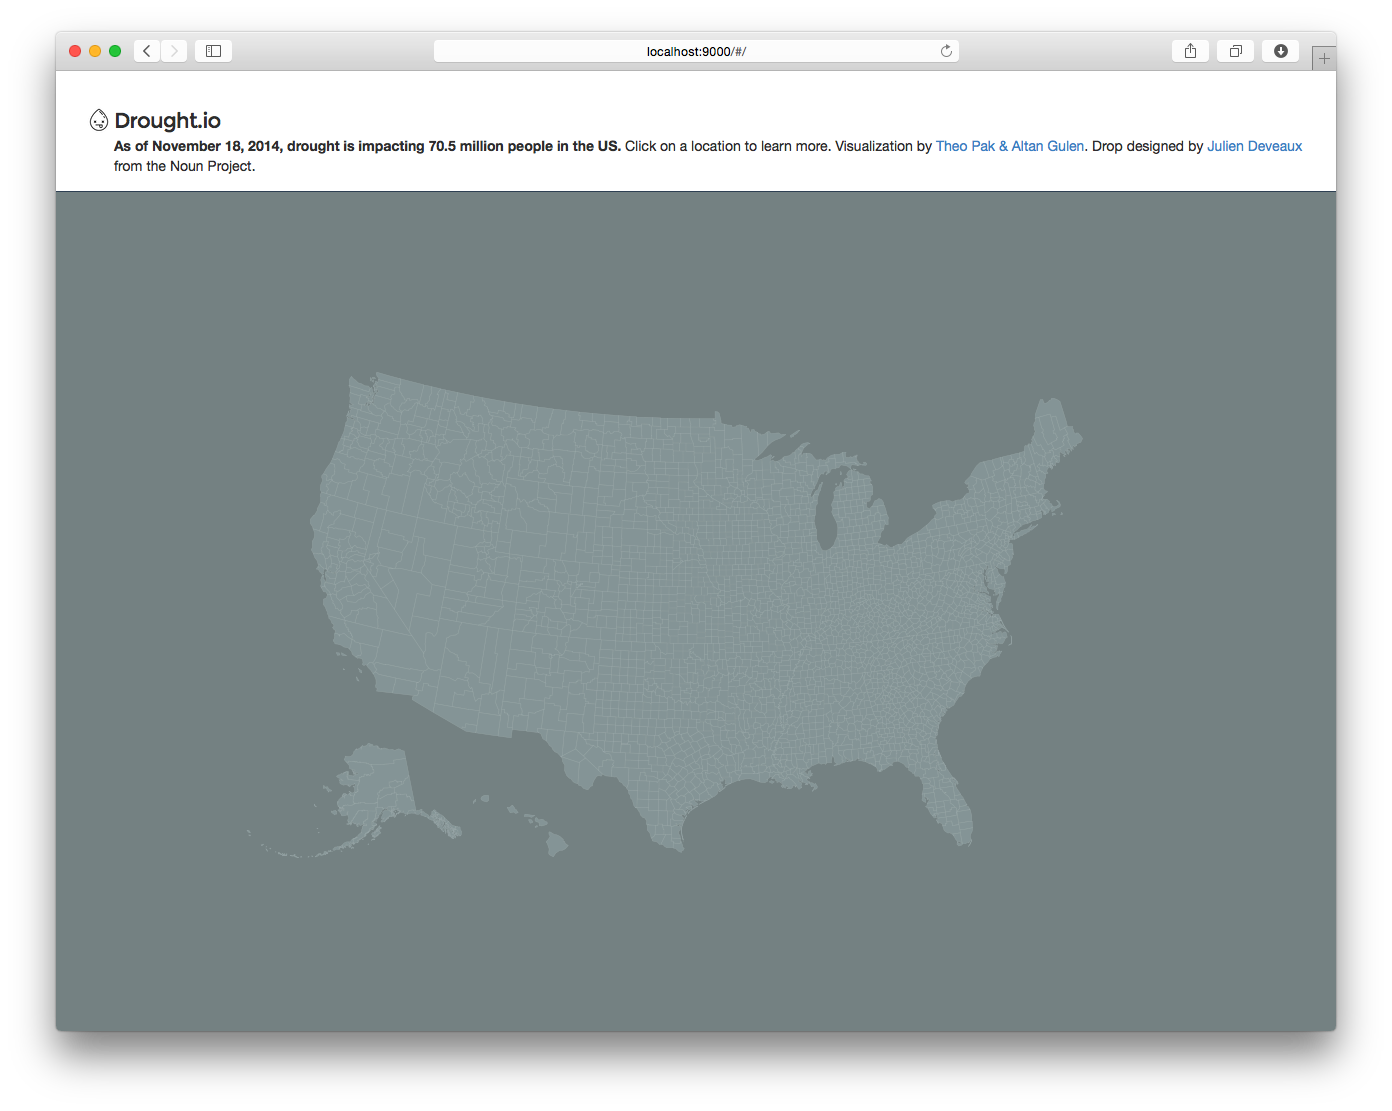 localhost:9000/#/
Drought.io
As of November 18, 2014, drought is impacting 70.5 million people in the US. Click on a location to learn more. Visualization by Theo Pak & Altan Gulen. Drop designed by Julien Deveaux
from the Noun Project.